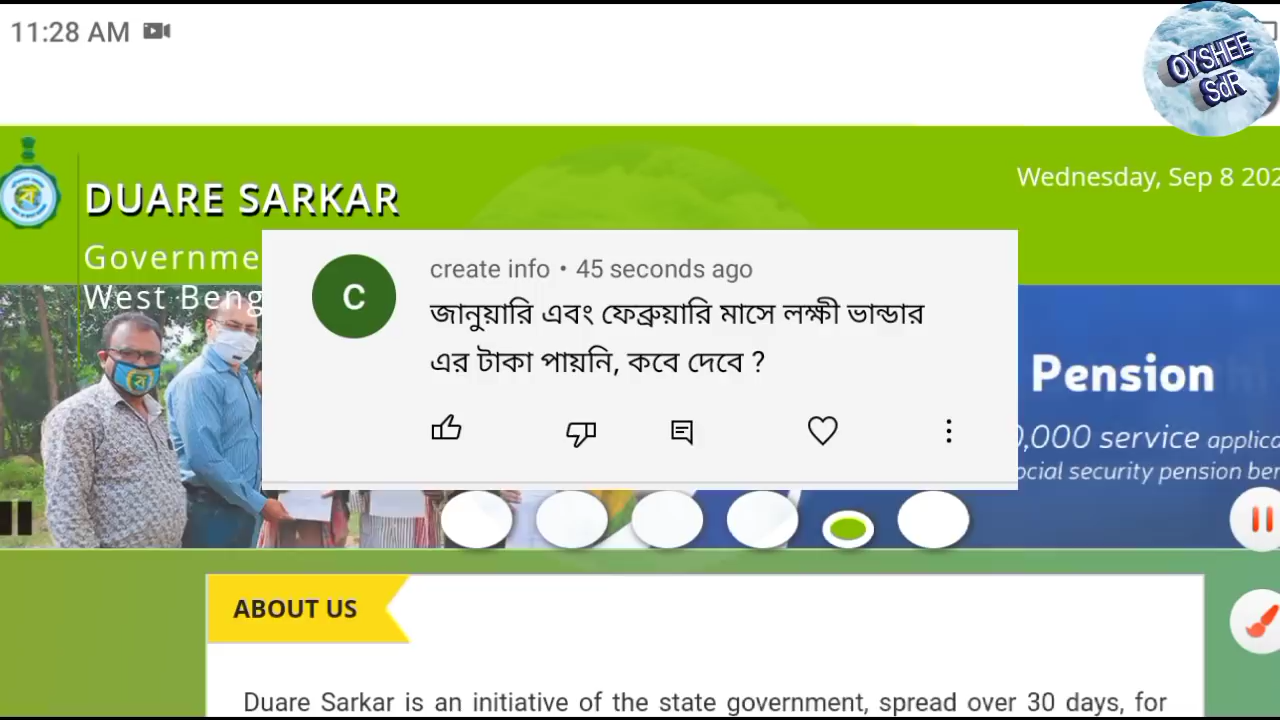 11:28 AM
OYSHEE
SdR
Wednesday, Sep 8 202
DUARE SARKAR
Governme
West Beng
create info • 45 seconds ago
জানুয়ারি এবং ফেব্রুয়ারি মাসে লক্ষী ভান্ডার
এর টাকা পায়নি, কবে দেবে ?
C
Pension
0,000 service applica
ocial security pension ben
ABOUT US
Duare Sarkar is an initiative of the state government, spread over 30 days, for